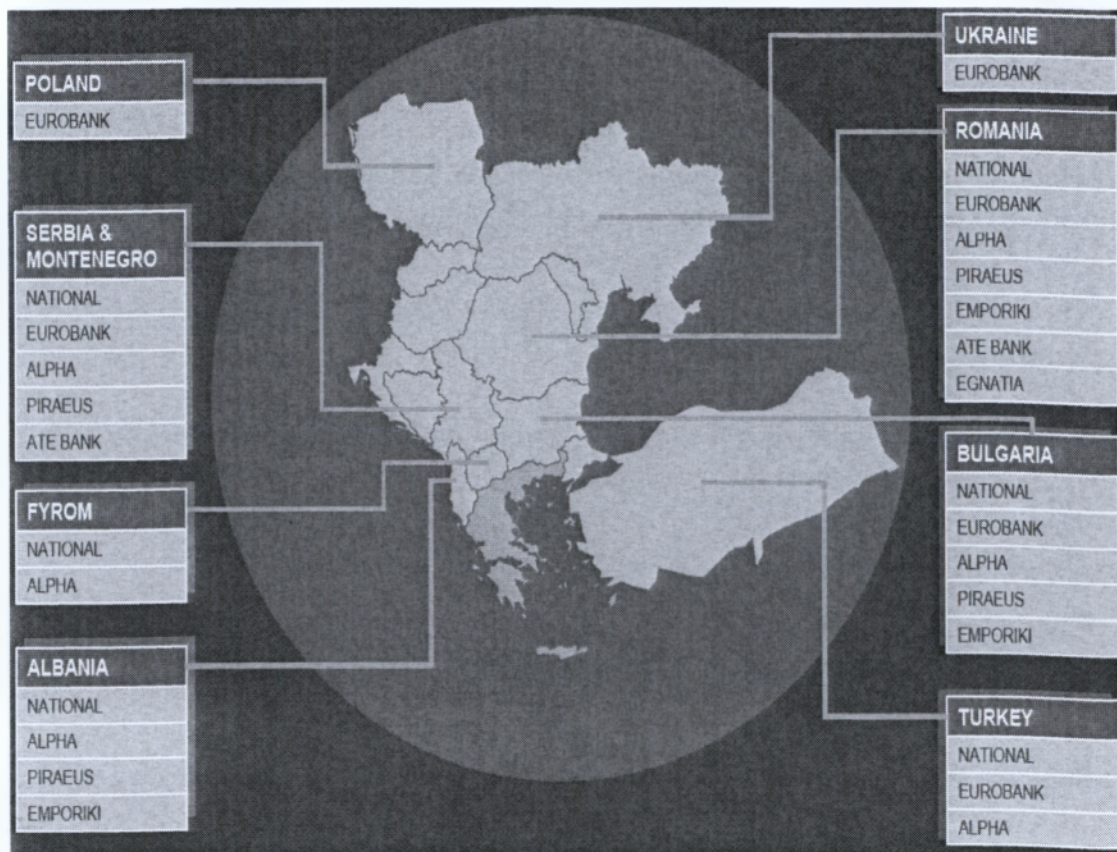 POLAND
EUROBANK
SERBIA &
MONTENEGRO
NATIONAL
EUROBANK
ALPHA
PIRAEUS
ATE BANK
FYROM
NATIONAL
ALPHA
ALBANIA
NATIONAL
ALPHA
PIRAEUS
EMPORIKI
UKRAINE
EUROBANK
ROMANIA
NATIONAL
EUROBANK
ALPHA
PIRAEUS
EMPORIKI
ATE BANK
EGNATIA
BULGARIA
NATIONAL
EUROBANK
ALPHA
PIRAEUS
EMPORIKI
TURKEY
NATIONAL
EUROBANK
ALPHA